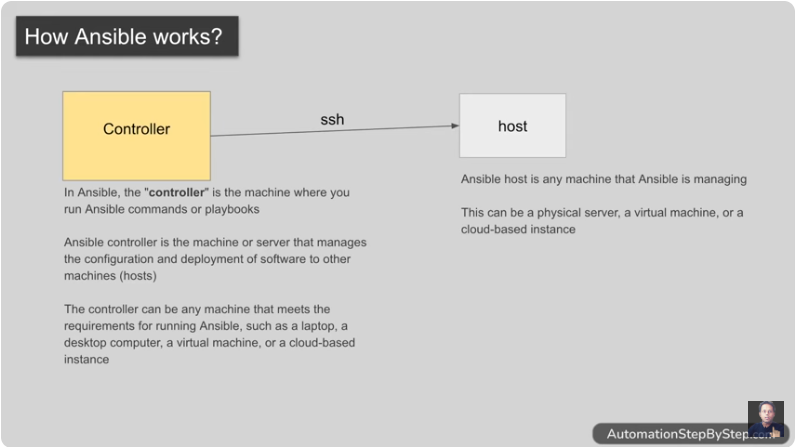 How Ansible works?
Controller
ssh
host
In Ansible, the "controller" is the machine where you
run Ansible commands or playbooks
Ansible controller is the machine or server that manages
the configuration and deployment of software to other
machines (hosts)
The controller can be any machine that meets the
requirements for running Ansible, such as a laptop, a
desktop computer, a virtual machine, or a cloud-based
instance
Ansible host is any machine that Ansible is managing
This can be a physical server, a virtual machine, or a
cloud-based instance
AutomationStepByStep.com